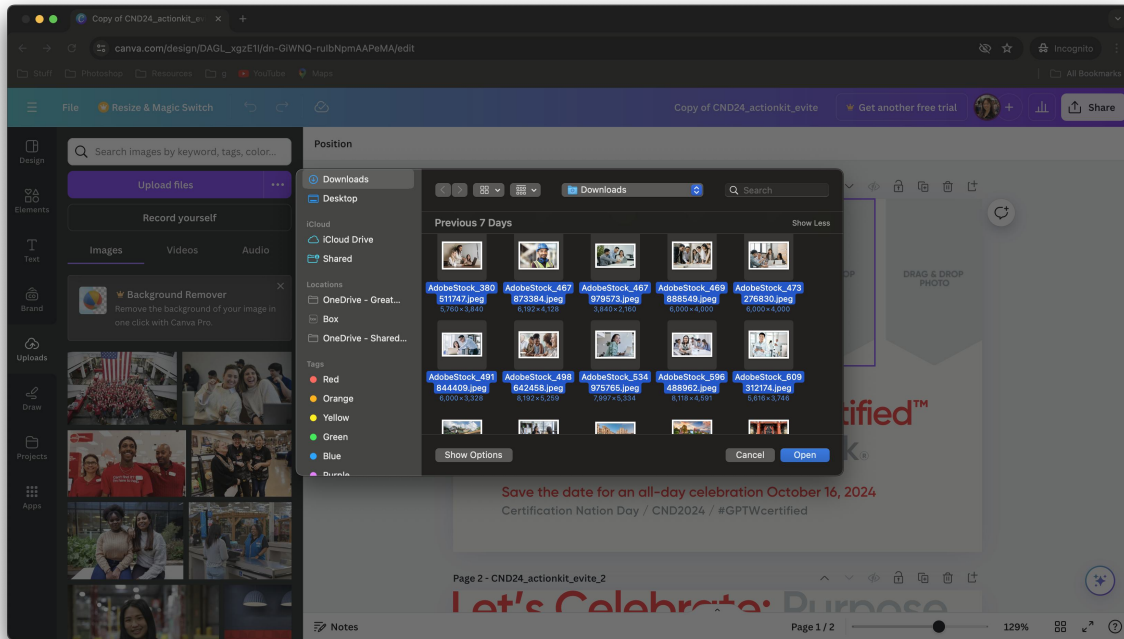 Copy of CND24_actionkit_evi
canva.com/design/DAGL_xgzE1I/dn-GiWNQ-rulbNpmAAPeMA/edit
Incognito
Stuff
Photoshop
Resources
g
YouTube
Maps
All Bookmarks
File
Resize & Magic Switch
Copy of CND24_actionkit_evite
Get another free trial
Share
Design
Elements
Text
Brand
Uploads
Draw
Projects
Apps
Search images by keyword, tags, color...
Upload files
Record yourself
Images
Videos
Audio
Background Remover
Remove the background of your image in
one click with Canva Pro.
Position
Downloads
Desktop
iCloud
iCloud Drive
Shared
Locations
OneDrive - Great...
Box
OneDrive - Shared...
Tags
Red
Orange
Yellow
Green
Blue
Purple
Downloads
Search
Previous 7 Days
Show Less
AdobeStock_380
511747.jpeg
5,760×3,840
AdobeStock_467
873384.jpeg
6,192×4,128
AdobeStock_467
979573.jpeg
3,840×2,160
AdobeStock_469
888549.jpeg
6,000×4,000
AdobeStock_473
276830.jpeg
6,000×4,000
AdobeStock_491
844409.jpeg
6,000×3,328
AdobeStock_498
642458.jpeg
8,192×5,259
AdobeStock_534
975765.jpeg
7,997×5,334
AdobeStock_596
488962.jpeg
8,118×4,591
AdobeStock_609
312174.jpeg
5,616×3,746
Show Options
Cancel
Open
OP
DRAG & DROP
PHOTO
tified™
k®
Save the date for an all-day celebration October 16, 2024
Certification Nation Day / CND2024 / #GPTWcertified
Page 2 - CND24_actionkit_evite_2
Let's Celebrate: Purpose
Notes
Page 1 / 2
129%